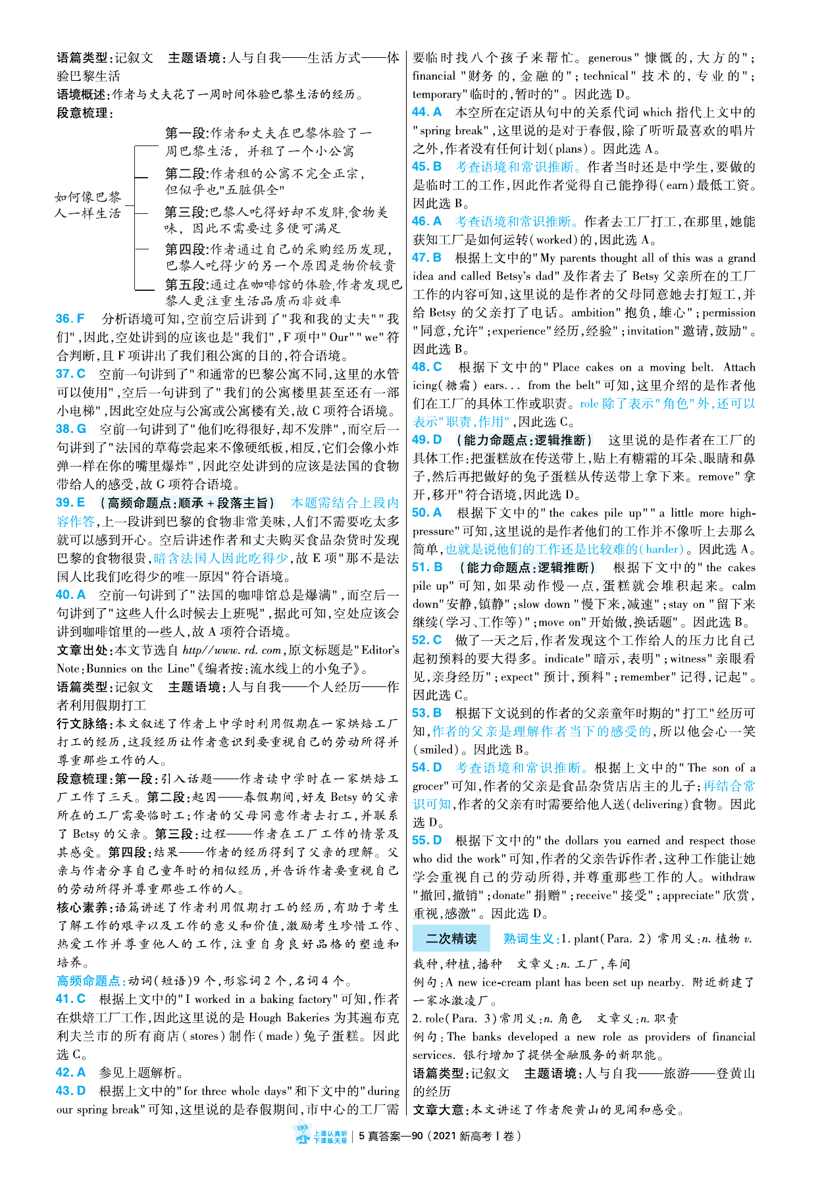 语篇类型:记叙文　主题语境:人与自我——生活方式——体
验巴黎生活
语境概述:作者与丈夫花了一周时间体验巴黎生活的经历。
段意梳理:
如何像巴黎
人一样生活
第一段:作者和丈夫在巴黎体验了一
周巴黎生活，并租了一个小公寓
第二段:作者租的公寓不完全正宗，
但似乎也"五脏俱全"
第三段:巴黎人吃得好却不发胖,食物美
味，因此不需要过多便可满足
第四段:作者通过自己的采购经历发现，
巴黎人吃得少的另一个原因是物价较贵
第五段:通过在咖啡馆的体验,作者发现巴
黎人更注重生活品质而非效率
36. F　分析语境可知,空前空后讲到了"我和我的丈夫""我
们",因此,空处讲到的应该也是"我们",F 项中" Our"" we"符
合判断,且 F 项讲出了我们租公寓的目的,符合语境。
37. C　空前一句讲到了"和通常的巴黎公寓不同,这里的水管
可以使用",空后一句讲到了"我们的公寓楼里甚至还有一部
小电梯",因此空处应与公寓或公寓楼有关,故 C 项符合语境。
38. G　空前一句讲到了"他们吃得很好,却不发胖",而空后一
句讲到了"法国的草莓尝起来不像硬纸板,相反,它们会像小炸
弹一样在你的嘴里爆炸",因此空处讲到的应该是法国的食物
带给人的感受,故 G 项符合语境。
39. E　(高频命题点:顺承+段落主旨)　本题需结合上段内
容作答,上一段讲到巴黎的食物非常美味,人们不需要吃太多
就可以感到开心。空后讲述作者和丈夫购买食品杂货时发现
巴黎的食物很贵,暗含法国人因此吃得少,故 E 项"那不是法
国人比我们吃得少的唯一原因"符合语境。
40. A　空前一句讲到了"法国的咖啡馆总是爆满",而空后一
句讲到了"这些人什么时候去上班呢",据此可知,空处应该会
讲到咖啡馆里的一些人,故 A 项符合语境。
文章出处:本文节选自 http//www. rd. com,原文标题是"Editor's
Note:Bunnies on the Line"《编者按:流水线上的小兔子》。
语篇类型:记叙文　主题语境:人与自我——个人经历——作
者利用假期打工
行文脉络:本文叙述了作者上中学时利用假期在一家烘焙工厂
打工的经历,这段经历让作者意识到要重视自己的劳动所得并
尊重那些工作的人。
段意梳理:第一段:引入话题——作者读中学时在一家烘焙工
厂工作了三天。第二段:起因——春假期间,好友 Betsy 的父亲
所在的工厂需要临时工;作者的父母同意作者去打工,并联系
了 Betsy 的父亲。第三段:过程——作者在工厂工作的情景及
其感受。第四段:结果——作者的经历得到了父亲的理解。父
亲与作者分享自己童年时的相似经历,并告诉作者要重视自己
的劳动所得并尊重那些工作的人。
核心素养:语篇讲述了作者利用假期打工的经历,有助于考生
了解工作的艰辛以及工作的意义和价值,激励考生珍惜工作、
热爱工作并尊重他人的工作,注重自身良好品格的塑造和
培养。
高频命题点:动词(短语)9 个,形容词 2 个,名词 4 个。
41. C　根据上文中的"I worked in a baking factory"可知,作者
在烘焙工厂工作,因此这里说的是 Hough Bakeries 为其遍布克
利夫兰市的所有商店(stores)制作(made)兔子蛋糕。因此
选 C。
42. A　参见上题解析。
43. D　根据上文中的"for three whole days"和下文中的"during
our spring break"可知,这里说的是春假期间,市中心的工厂需
要临时找八个孩子来帮忙。generous"慷慨的,大方的";
financial "财务的,金融的"; technical" 技术的,专业的";
temporary"临时的,暂时的"。因此选 D。
44. A　本空所在定语从句中的关系代词 which 指代上文中的
"spring break",这里说的是对于春假,除了听听最喜欢的唱片
之外,作者没有任何计划(plans)。因此选 A。
45. B　考查语境和常识推断。作者当时还是中学生,要做的
是临时工的工作,因此作者觉得自己能挣得(earn)最低工资。
因此选 B。
46. A　考查语境和常识推断。作者去工厂打工,在那里,她能
获知工厂是如何运转(worked)的,因此选 A。
47. B　根据上文中的"My parents thought all of this was a grand
idea and called Betsy's dad"及作者去了 Betsy 父亲所在的工厂
工作的内容可知,这里说的是作者的父母同意她去打短工,并
给 Betsy 的父亲打了电话。ambition"抱负,雄心"; permission
"同意,允许";experience"经历,经验";invitation"邀请,鼓励"。
因此选 B。
48. C　根据下文中的" Place cakes on a moving belt. Attach
icing(糖霜) ears... from the belt"可知,这里介绍的是作者他
们在工厂的具体工作或职责。role 除了表示"角色"外,还可以
表示"职责,作用",因此选 C。
49. D　(能力命题点:逻辑推断)　这里说的是作者在工厂的
具体工作:把蛋糕放在传送带上,贴上有糖霜的耳朵、眼睛和鼻
子,然后再把做好的兔子蛋糕从传送带上拿下来。remove"拿
开,移开"符合语境,因此选 D。
50. A　根据下文中的" the cakes pile up"" a little more high-
pressure"可知,这里说的是作者他们的工作并不像听上去那么
简单,也就是说他们的工作还是比较难的(harder)。因此选 A。
51. B　(能力命题点:逻辑推断)　根据下文中的" the cakes
pile up" 可知,如果动作慢一点,蛋糕就会堆积起来。calm
down"安静,镇静";slow down "慢下来,减速";stay on "留下来
继续(学习、工作等)";move on"开始做,换话题"。因此选 B。
52. C　做了一天之后,作者发现这个工作给人的压力比自己
起初预料的要大得多。indicate"暗示,表明";witness"亲眼看
见,亲身经历";expect"预计,预料";remember"记得,记起"。
因此选 C。
53. B　根据下文说到的作者的父亲童年时期的"打工"经历可
知,作者的父亲是理解作者当下的感受的,所以他会心一笑
(smiled)。因此选 B。
54. D　考查语境和常识推断。根据上文中的"The son of a
grocer"可知,作者的父亲是食品杂货店店主的儿子;再结合常
识可知,作者的父亲有时需要给他人送(delivering)食物。因此
选 D。
55. D　根据下文中的"the dollars you earned and respect those
who did the work"可知,作者的父亲告诉作者,这种工作能让她
学会重视自己的劳动所得,并尊重那些工作的人。withdraw
"撤回,撤销";donate"捐赠";receive"接受";appreciate"欣赏,
重视,感激"。因此选 D。
二次精读　熟词生义:1. plant(Para. 2) 常用义:n. 植物 v.
栽种,种植,播种　文章义:n. 工厂,车间
例句:A new ice-cream plant has been set up nearby. 附近新建了
一家冰激凌厂。
2. role(Para. 3)常用义:n. 角色　文章义:n. 职责
例句:The banks developed a new role as providers of financial
services. 银行增加了提供金融服务的新职能。
语篇类型:记叙文　主题语境:人与自我——旅游——登黄山
的经历
文章大意:本文讲述了作者爬黄山的见闻和感受。
上课认真听
下课练天星
5 真答案—90（2021 新高考Ⅰ卷）